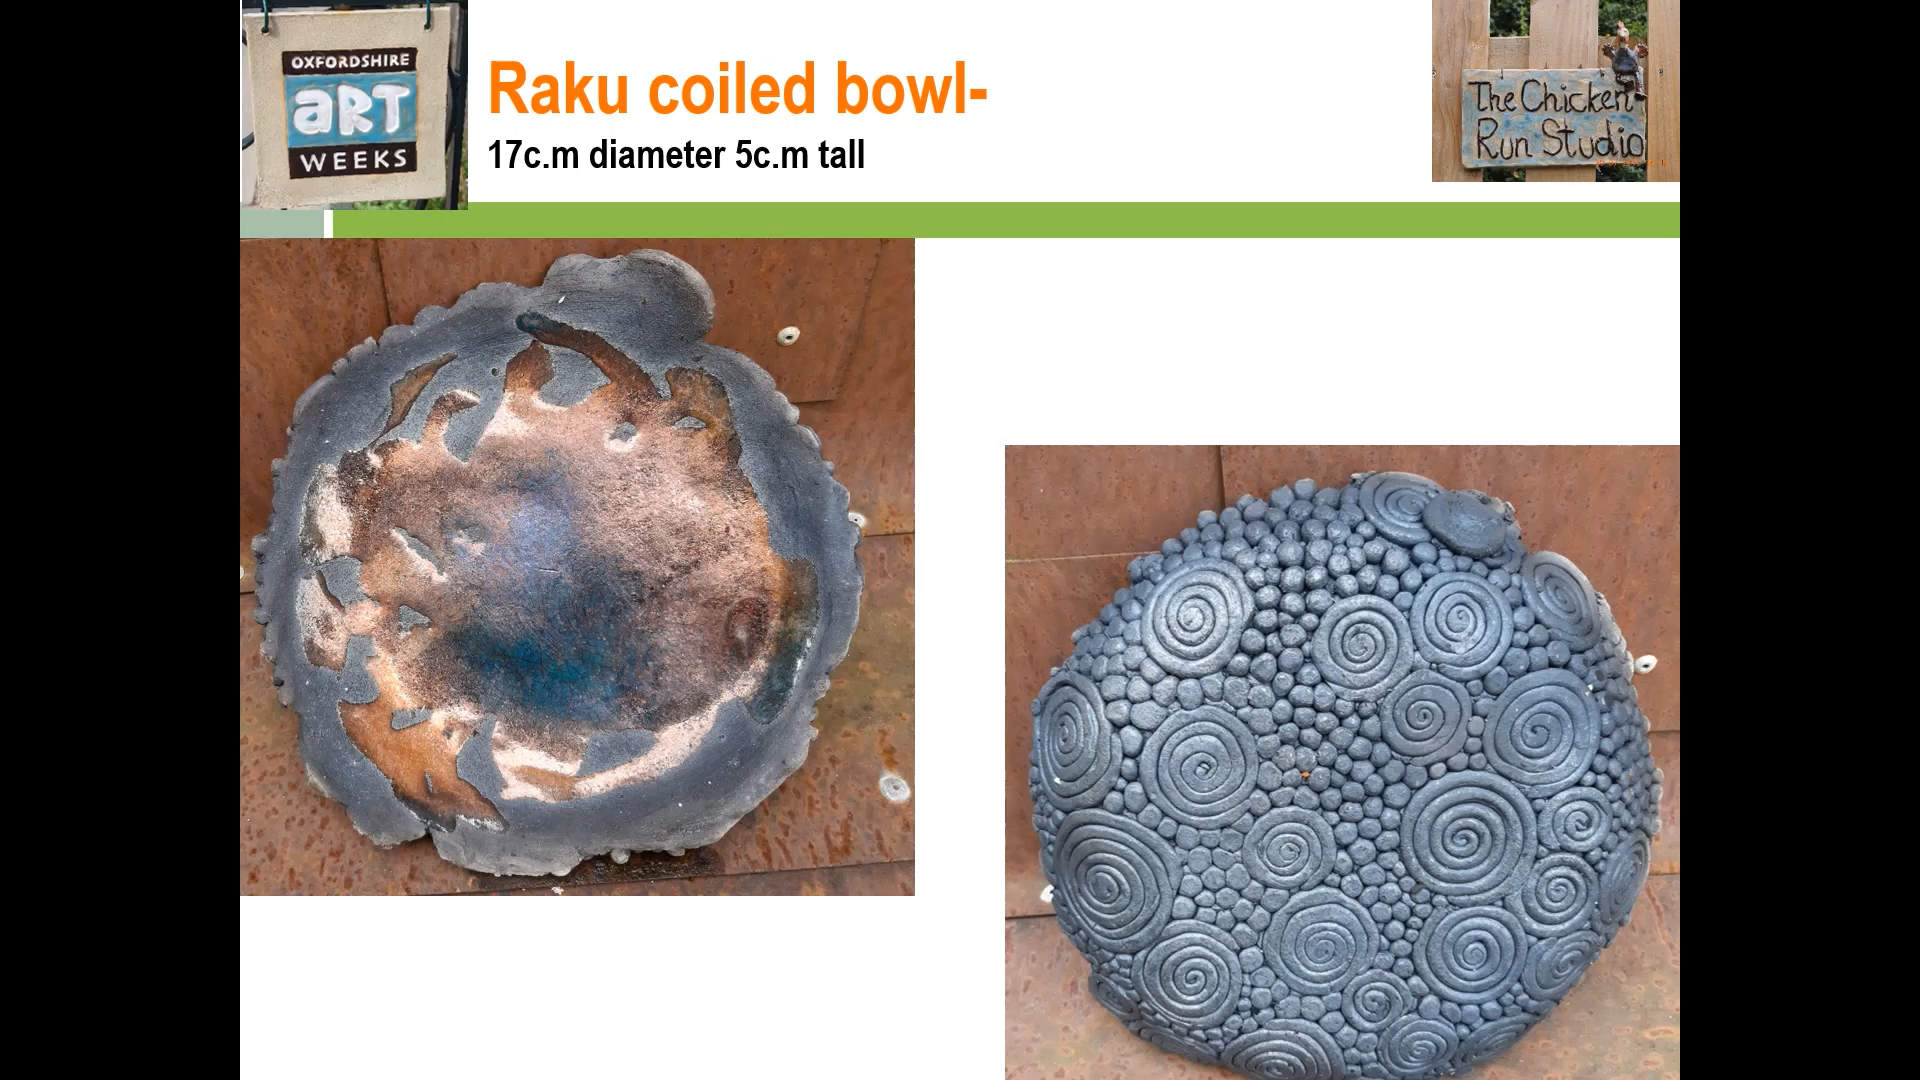 OXFORDSHIRE
ART
WEEKS
Raku coiled bowl-
17c.m diameter 5c.m tall
The Chicken
Run Studio